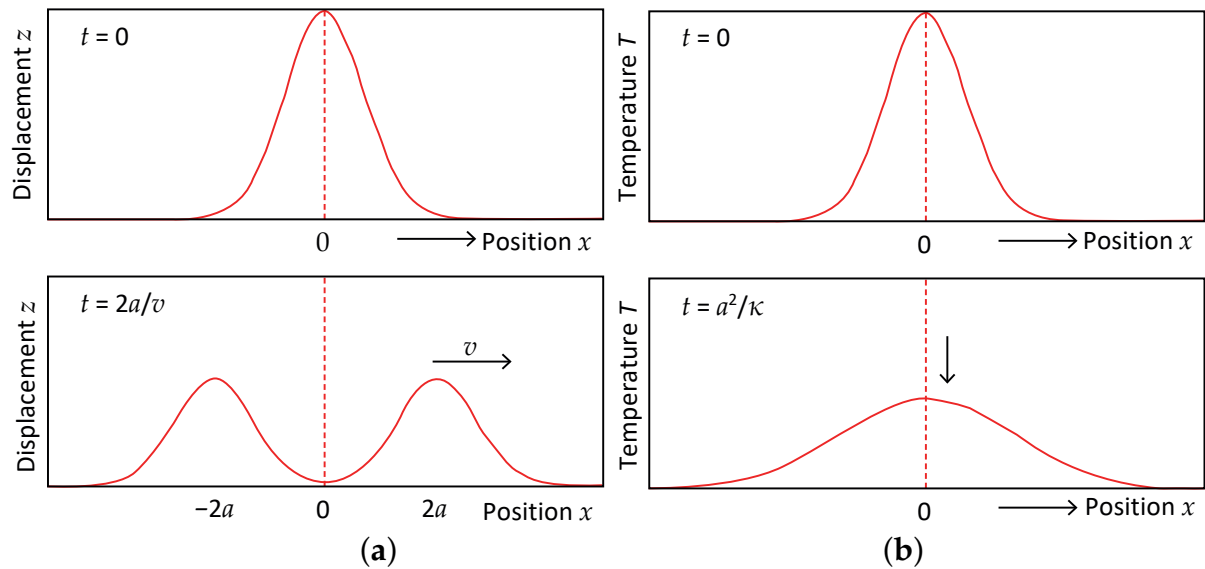 Displacement z
t = 0
0
Position x
Displacement z
t = 2a/v
v
−2a
0
2a
Position x
(a)
Temperature T
t = 0
0
Position x
Temperature T
t = a²/κ
0
Position x
(b)